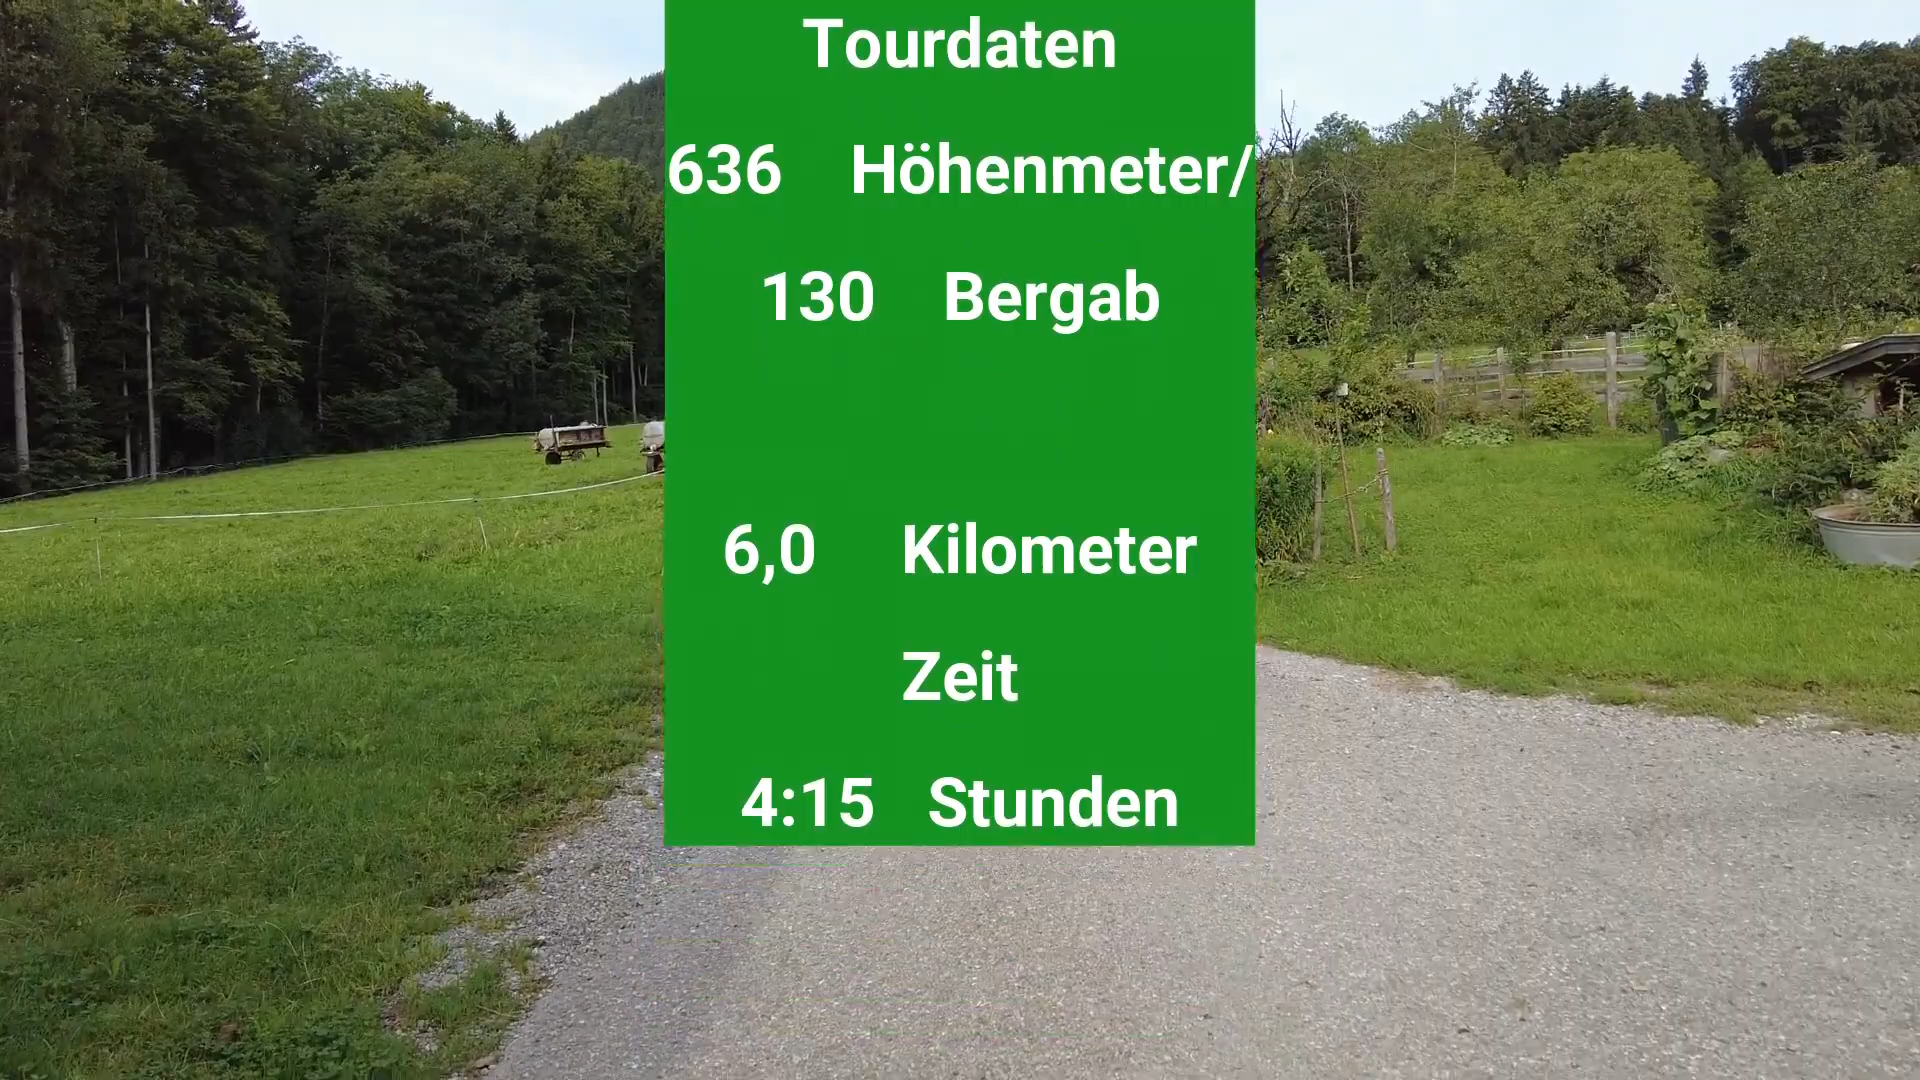 Tourdaten
636 Höhenmeter/
130 Bergab
6,0 Kilometer
Zeit
4:15 Stunden